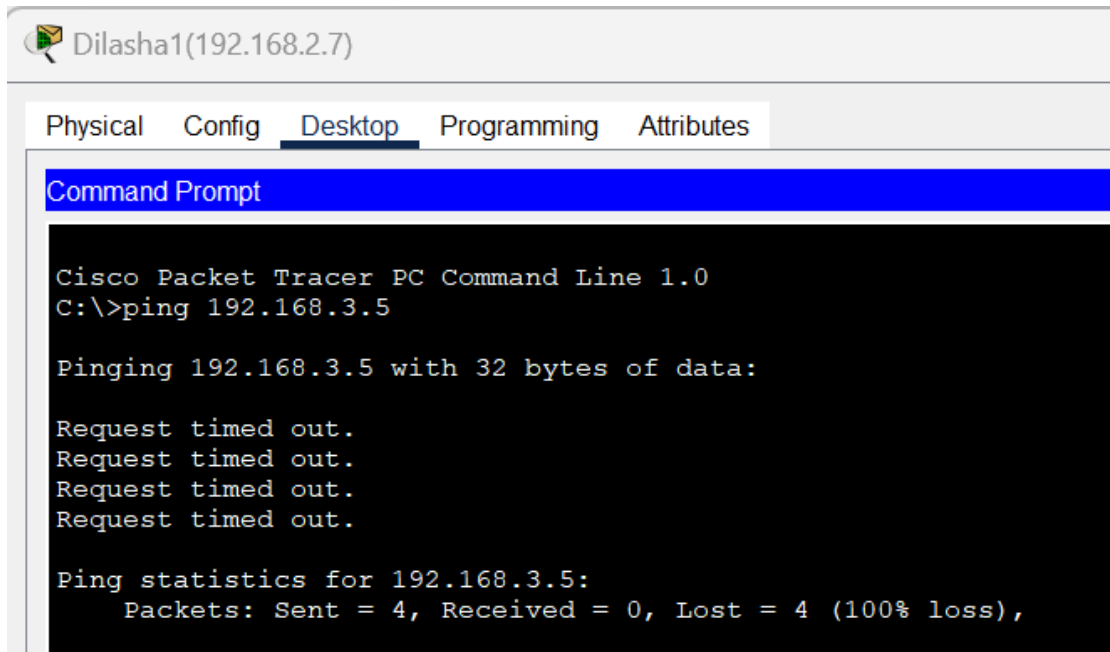 Dilasha1(192.168.2.7)
Physical Config Desktop Programming Attributes
Command Prompt
Cisco Packet Tracer PC Command Line 1.0
C:\>ping 192.168.3.5
Pinging 192.168.3.5 with 32 bytes of data:
Request timed out.
Request timed out.
Request timed out.
Request timed out.
Ping statistics for 192.168.3.5:
Packets: Sent = 4, Received = 0, Lost = 4 (100% loss),